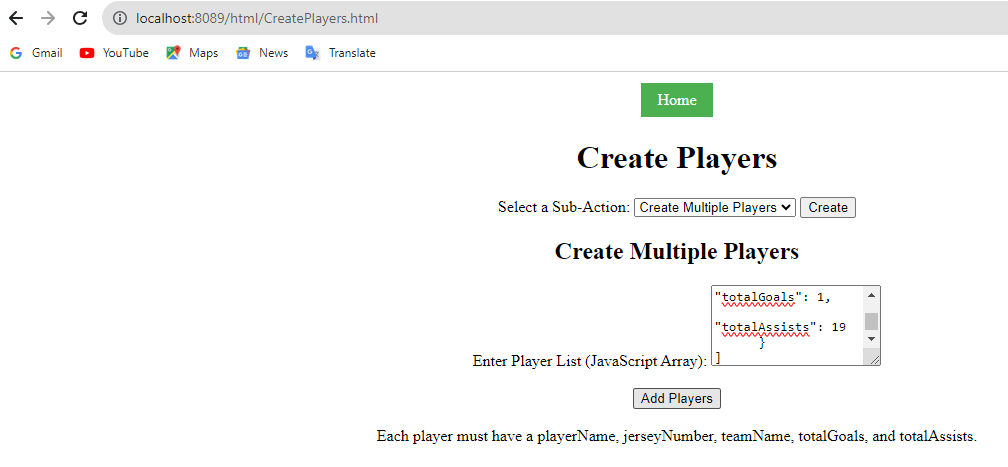 localhost:8089/html/CreatePlayers.html
Gmail YouTube Maps News Translate
Home
Create Players
Select a Sub-Action: Create Multiple Players Create
Create Multiple Players
"totalGoals": 1,
"totalAssists": 19
}
]
Enter Player List (JavaScript Array):
Add Players
Each player must have a playerName, jerseyNumber, teamName, totalGoals, and totalAssists.